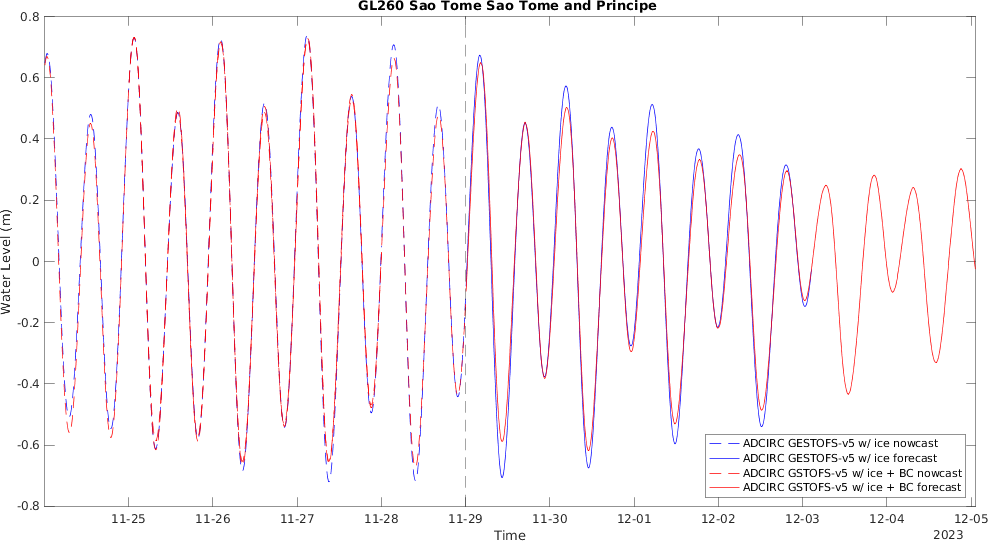 GL260 Sao Tome Sao Tome and Principe
Water Level (m)
0.8
0.6
0.4
0.2
0
-0.2
-0.4
-0.6
-0.8
ADCIRC GESTOFS-v5 w/ ice nowcast
ADCIRC GESTOFS-v5 w/ ice forecast
ADCIRC GSTOFS-v5 w/ ice + BC nowcast
ADCIRC GSTOFS-v5 w/ ice + BC forecast
11-25 11-26 11-27 11-28 11-29 11-30 12-01 12-02 12-03 12-04 12-05
Time
2023